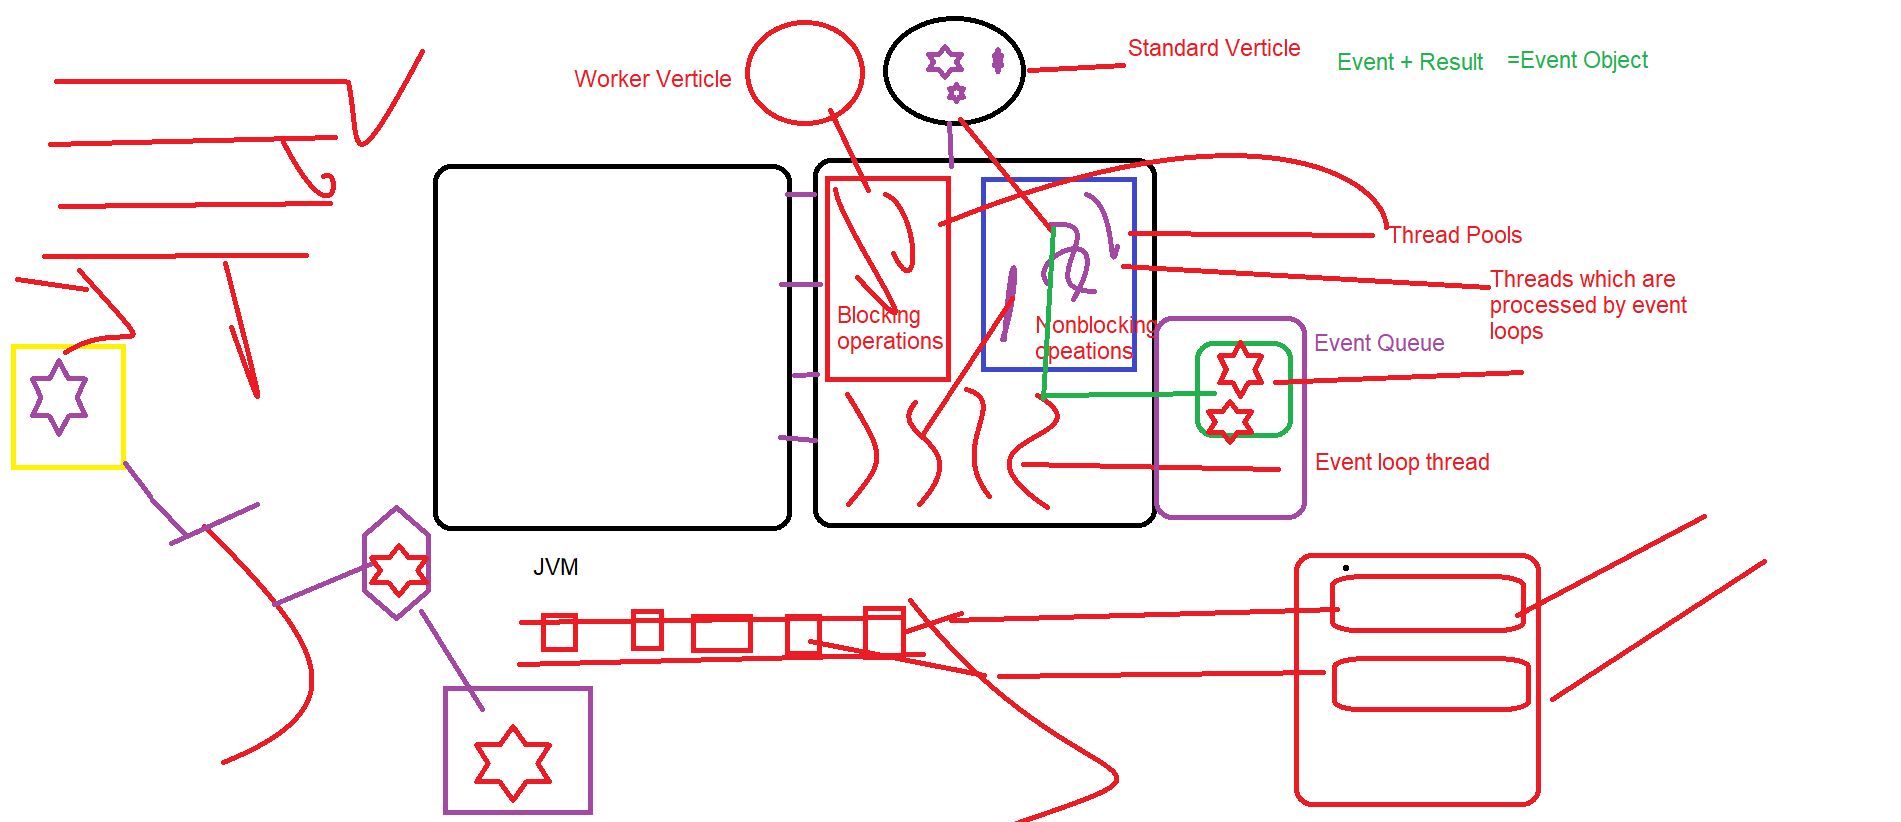 Worker Verticle
Standard Verticle
Event + Result =Event Object
Thread Pools
Threads which are
processed by event
loops
Blocking
operations
Nonblocking
opeations
Event Queue
Event loop thread
JVM